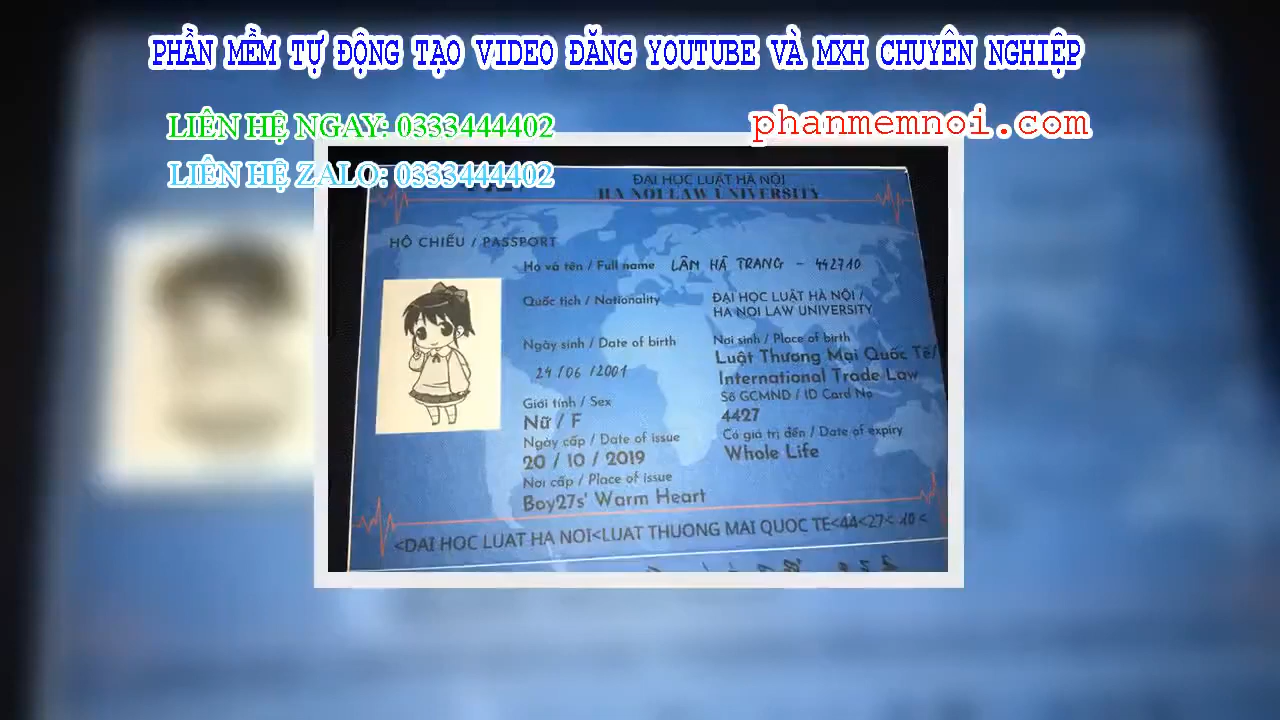 PHẦN MỀM TỰ ĐỘNG TẠO VIDEO ĐĂNG YOUTUBE VÀ MXH CHUYÊN NGHIỆP
LIÊN HỆ NGAY: 0333444402
phanmemnoi.com
LIÊN HỆ ZALO: 0333444402
ĐẠI HỌC LUẬT HÀ NỘI
HA NOI LAW UNIVERSITY
HỘ CHIẾU / PASSPORT
Họ và tên / Full name LÂM HÀ TRANG - 442710
Quốc tịch / Nationality
ĐẠI HỌC LUẬT HÀ NỘI /
HA NOI LAW UNIVERSITY
Ngày sinh / Date of birth
24 /06 /2001
Nơi sinh / Place of birth
Luật Thương Mại Quốc Tế/
International Trade Law
Giới tính / Sex
Nữ / F
Số GCMND / ID Card No
4427
Ngày cấp / Date of issue
20 / 10 / 2019
Có giá trị đến / Date of expiry
Whole Life
Nơi cấp / Place of issue
Boy27s' Warm Heart
<DAI HOC LUAT HA NOI<LUAT THUONG MAI QUOC TE<44<27< 10 <